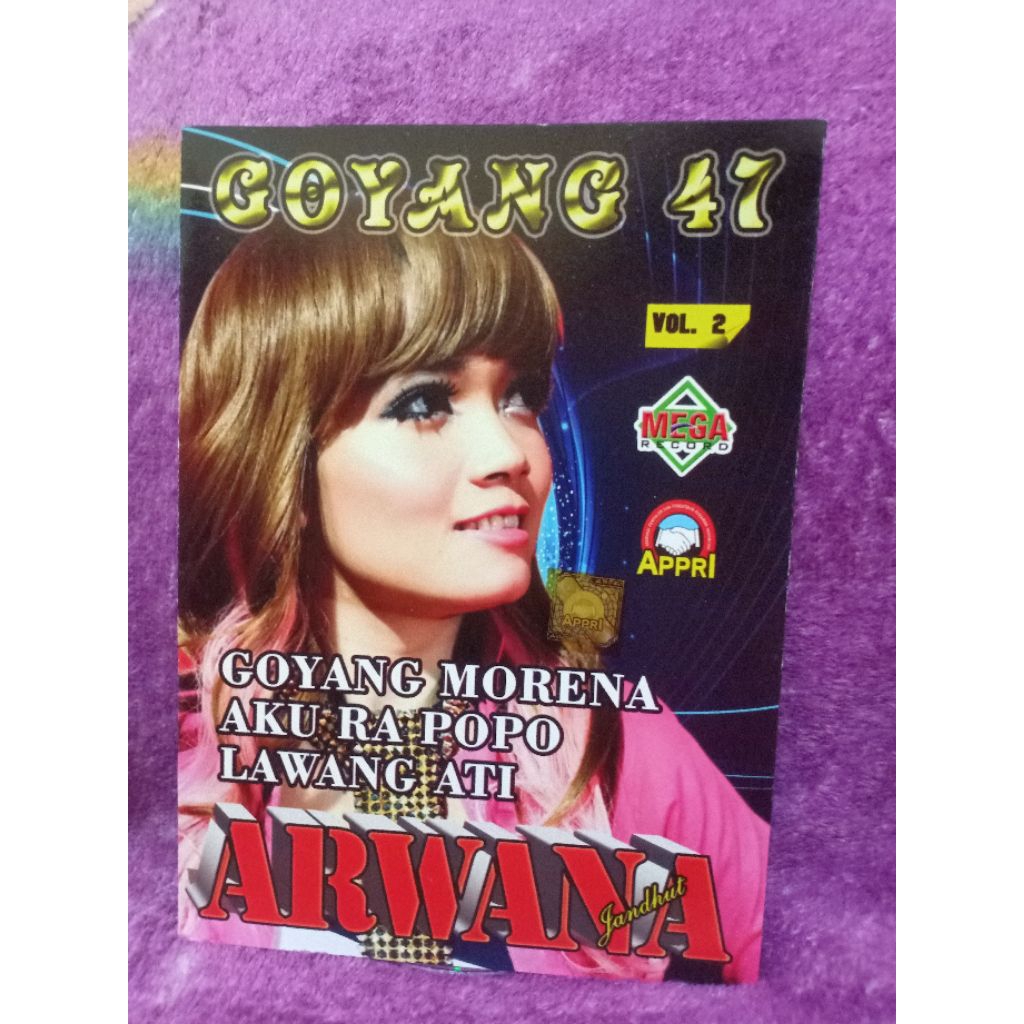 GOYANG 47
VOL. 2
MEGA
RECORD
APPRI
APPRI
GOYANG MORENA
AKU RA POPO
LAWANG ATI
ARWANA
Jandhut